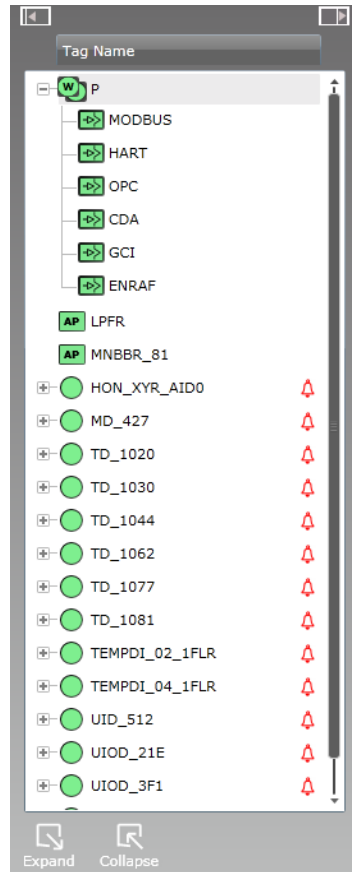 Tag Name
W P
MODBUS
HART
OPC
CDA
GCI
ENRAF
AP LPFR
AP MNBBR_81
HON_XYR_AID0
MD_427
TD_1020
TD_1030
TD_1044
TD_1062
TD_1077
TD_1081
TEMPDI_02_1FLR
TEMPDI_04_1FLR
UID_512
UIOD_21E
UIOD_3F1
Expand Collapse